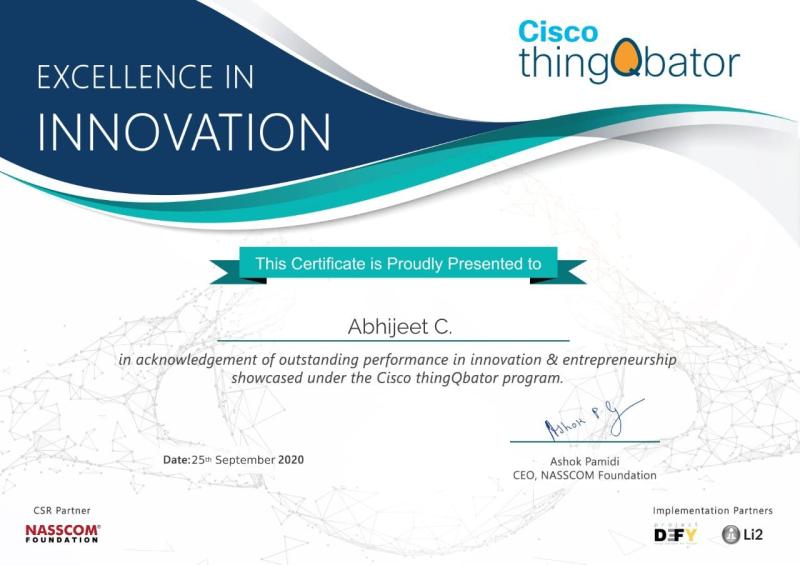 Cisco
thingQbator
EXCELLENCE IN
INNOVATION
This Certificate is Proudly Presented to
Abhijeet C.
in acknowledgement of outstanding performance in innovation & entrepreneurship
showcased under the Cisco thingQbator program.
Ashok P. G
Date:25th September 2020
Ashok Pamidi
CEO, NASSCOM Foundation
CSR Partner
NASSCOM®
FOUNDATION
Implementation Partners
project
DEFY
Li2